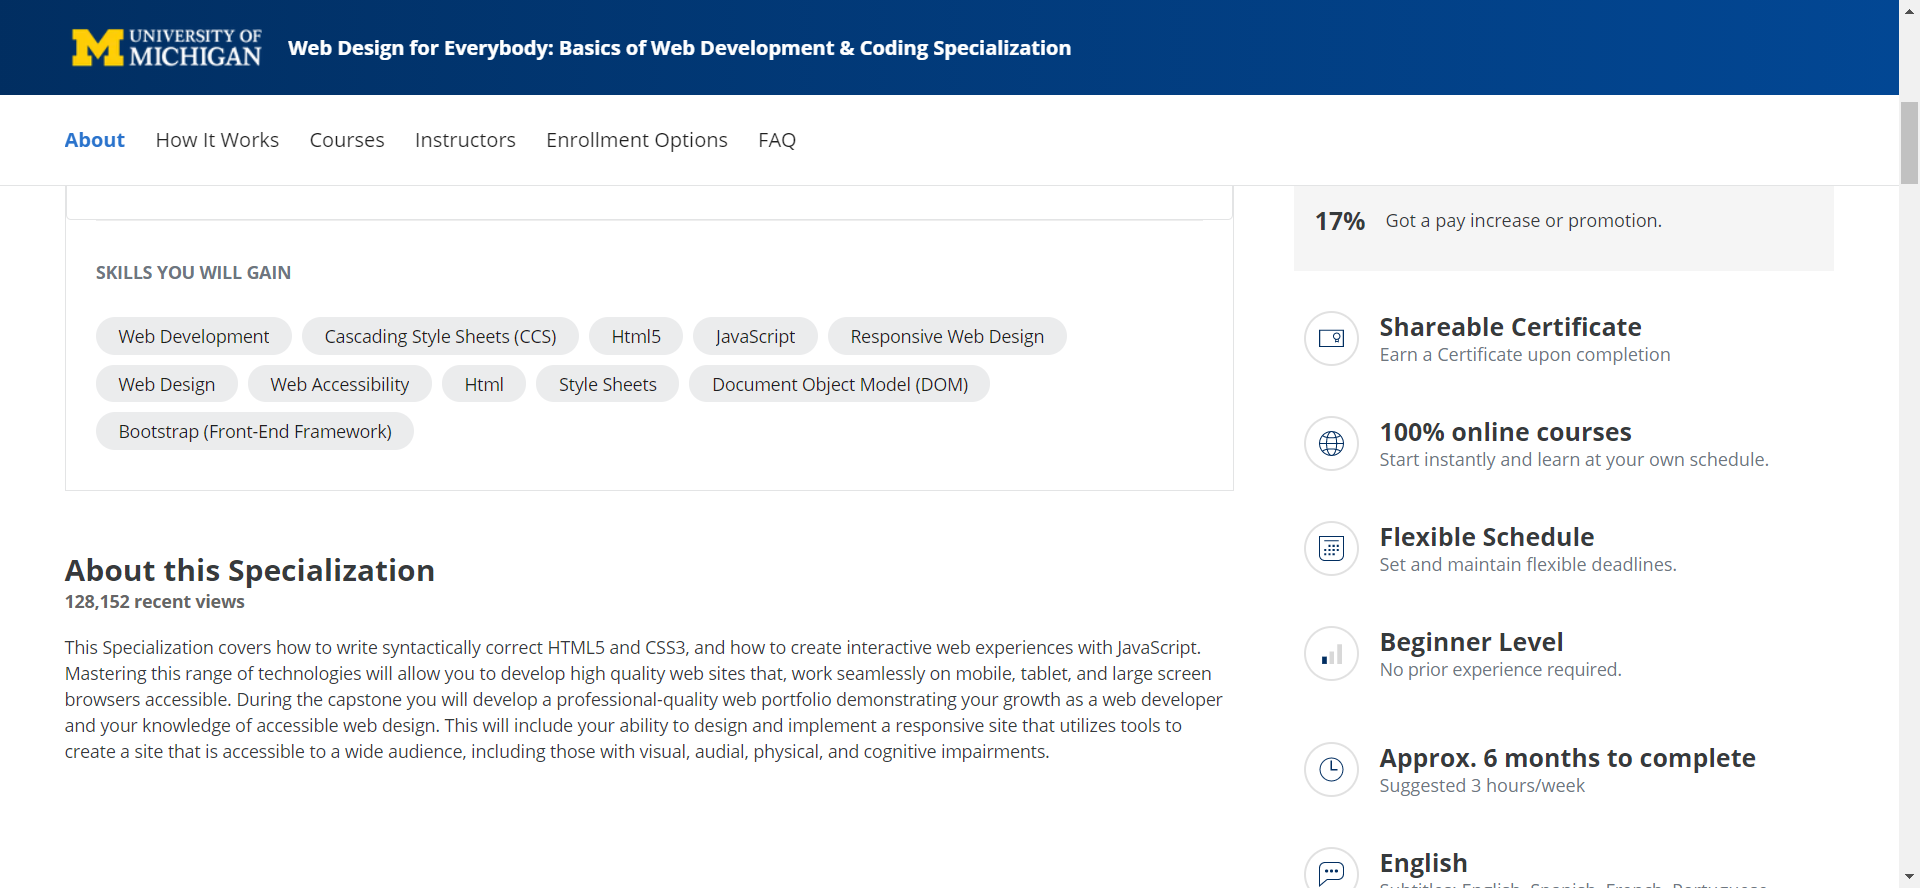 UNIVERSITY OF
MICHIGAN
Web Design for Everybody: Basics of Web Development & Coding Specialization
About How It Works Courses Instructors Enrollment Options FAQ
SKILLS YOU WILL GAIN
Web Development Cascading Style Sheets (CCS) Html5 JavaScript Responsive Web Design
Web Design Web Accessibility Html Style Sheets Document Object Model (DOM)
Bootstrap (Front-End Framework)
About this Specialization
128,152 recent views
This Specialization covers how to write syntactically correct HTML5 and CSS3, and how to create interactive web experiences with JavaScript.
Mastering this range of technologies will allow you to develop high quality web sites that, work seamlessly on mobile, tablet, and large screen
browsers accessible. During the capstone you will develop a professional-quality web portfolio demonstrating your growth as a web developer
and your knowledge of accessible web design. This will include your ability to design and implement a responsive site that utilizes tools to
create a site that is accessible to a wide audience, including those with visual, audial, physical, and cognitive impairments.
17% Got a pay increase or promotion.
Shareable Certificate
Earn a Certificate upon completion
100% online courses
Start instantly and learn at your own schedule.
Flexible Schedule
Set and maintain flexible deadlines.
Beginner Level
No prior experience required.
Approx. 6 months to complete
Suggested 3 hours/week
English
Subtitles: English, Spanish, French, Portuguese